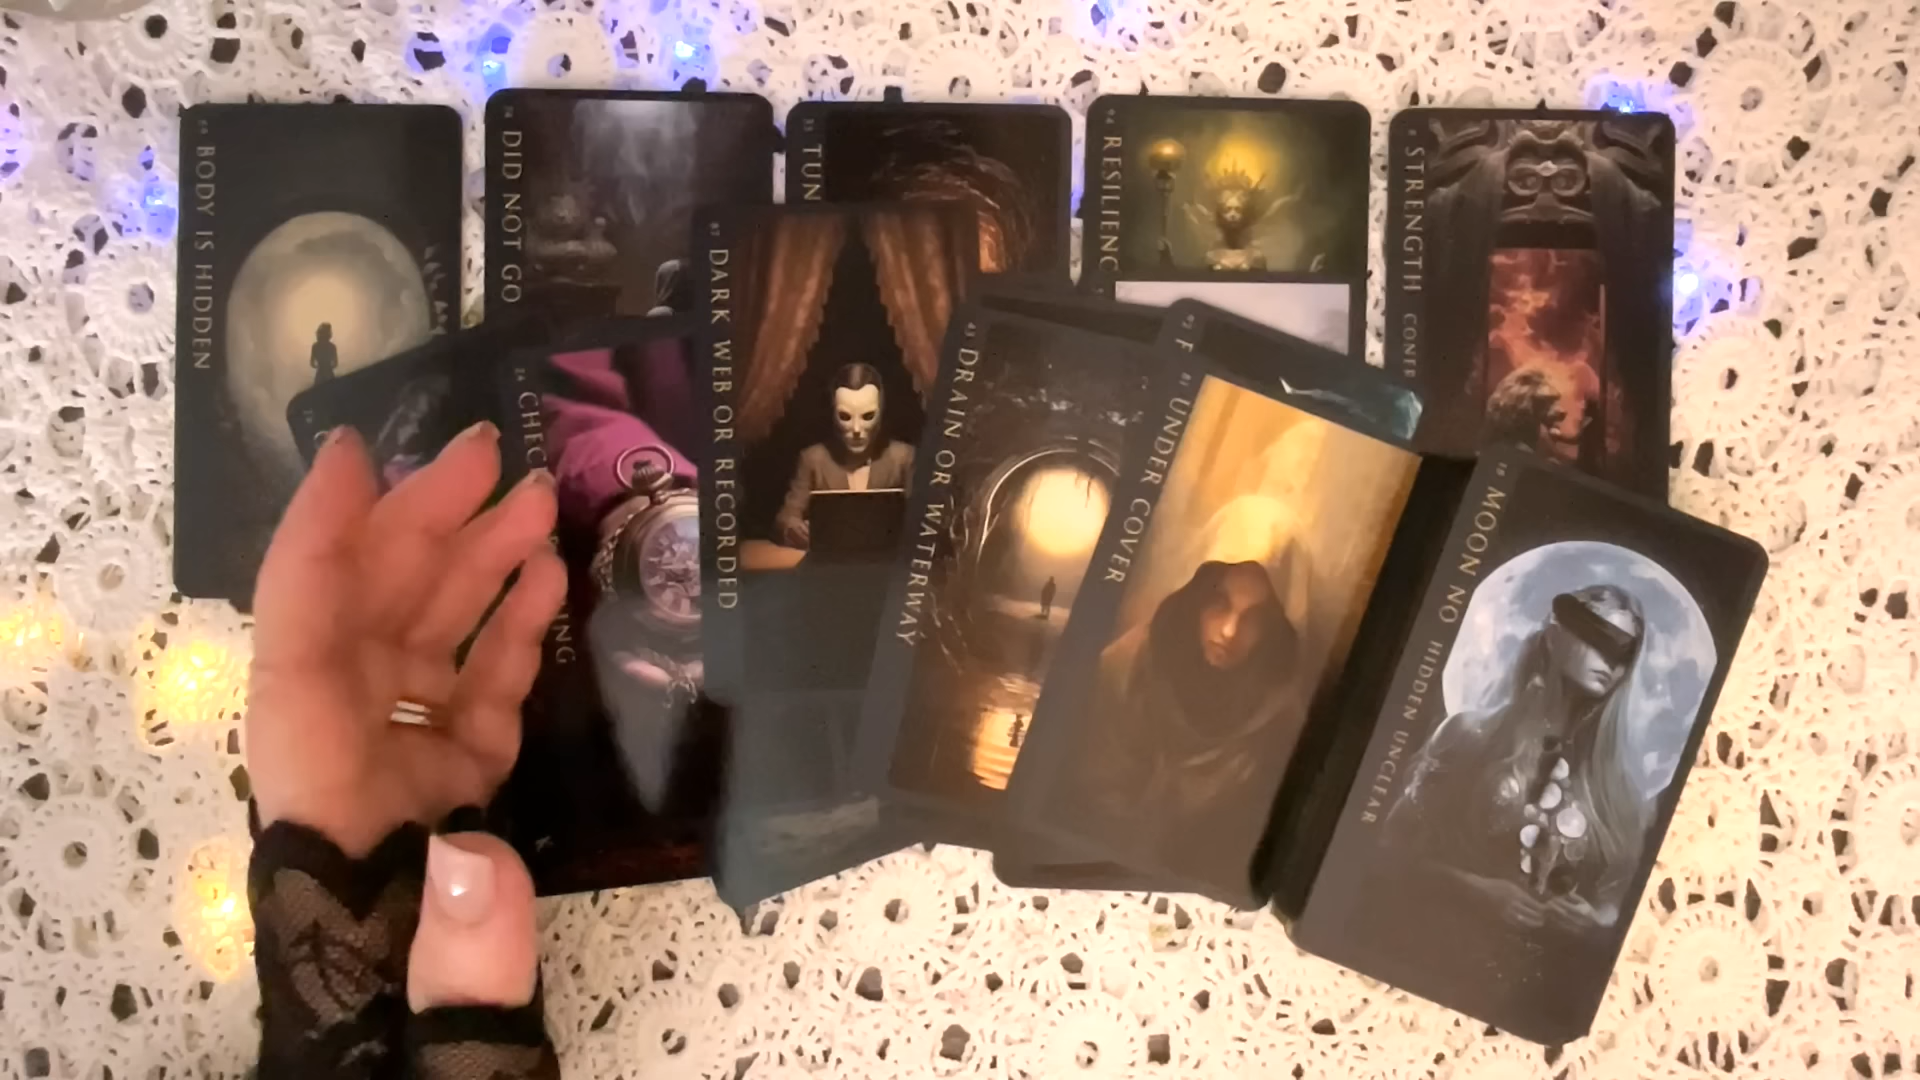 BODY IS HIDDEN
DID NOT GO
TUN
RESILIENC
STRENGTH
CHEC
ING
DARK WEB OR RECORDED
DRAIN OR WATERWAY
F
UNDER COVER
MOON NO HIDDEN UNCLEAR